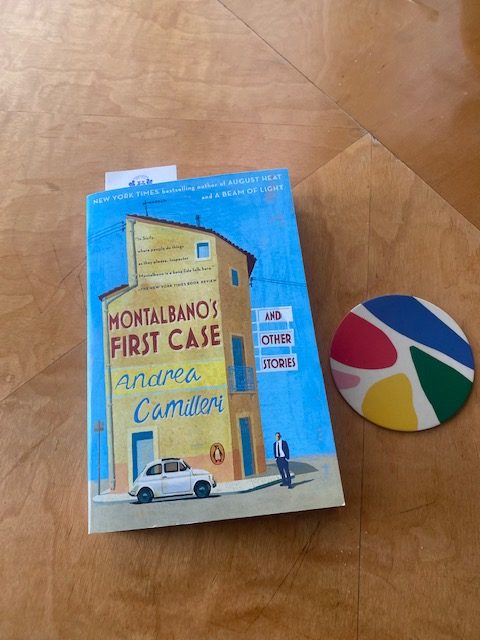 NEW YORK TIMES bestselling author of AUGUST HEAT
and A BEAM OF LIGHT
"In Sicily,
where people do things
as they please, Inspector
Montalbano is a bona fide folk hero."
—THE NEW YORK TIMES BOOK REVIEW
MONTALBANO'S
FIRST CASE
AND
OTHER
STORIES
Andrea
Camilleri